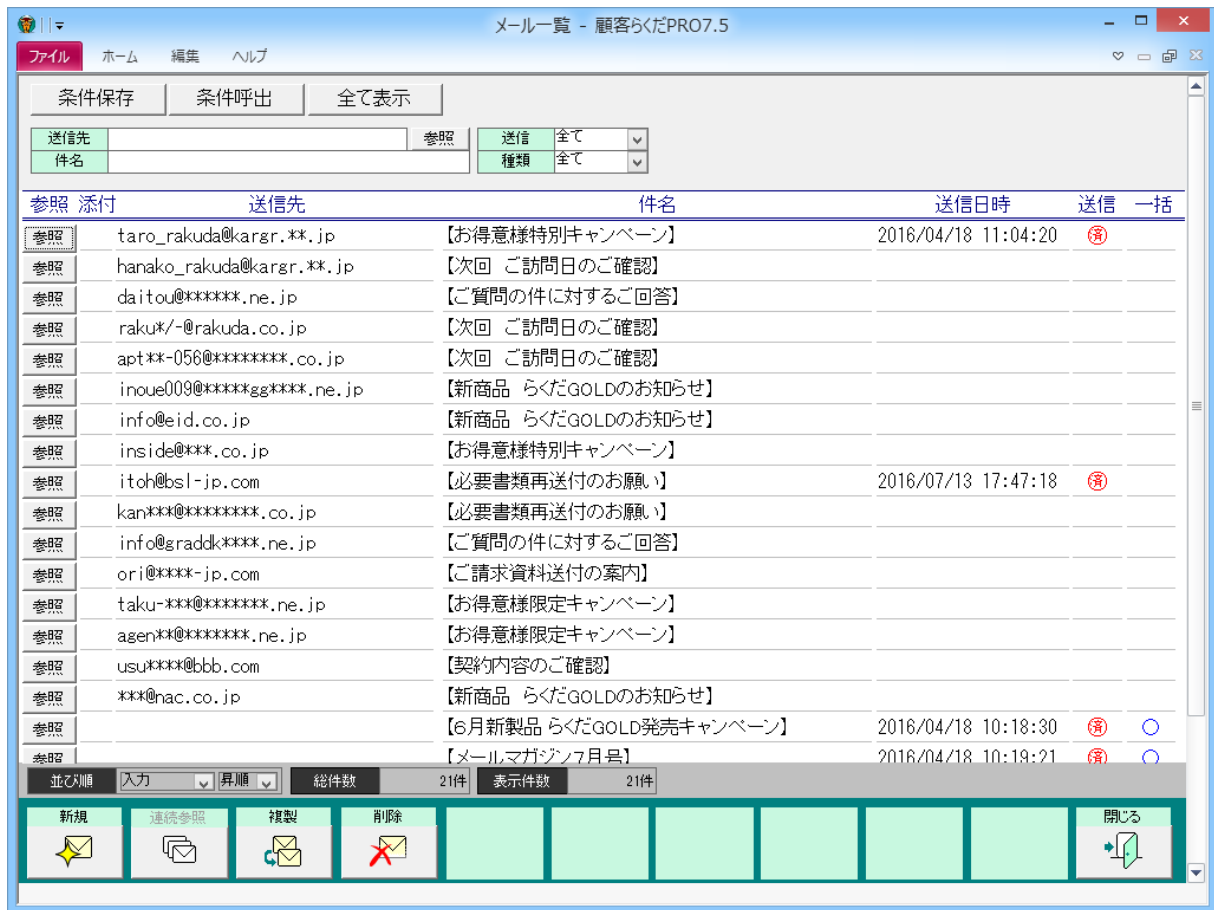 メール一覧 - 顧客らくだPRO7.5
ファイル ホーム 編集 ヘルプ
条件保存 条件呼出 全て表示
送信先 参照 送信 全て
件名 種類 全て
参照 添付 送信先 件名 送信日時 送信 一括
参照 taro_rakuda@kargr.**.jp 【お得意様特別キャンペーン】 2016/04/18 11:04:20 済
参照 hanako_rakuda@kargr.**.jp 【次回 ご訪問日のご確認】
参照 daitou@******.ne.jp 【ご質問の件に対するご回答】
参照 raku*/-@rakuda.co.jp 【次回 ご訪問日のご確認】
参照 apt**-056@********.co.jp 【次回 ご訪問日のご確認】
参照 inoue009@*****gg****.ne.jp 【新商品 らくだGOLDのお知らせ】
参照 info@eid.co.jp 【新商品 らくだGOLDのお知らせ】
参照 inside@***.co.jp 【お得意様特別キャンペーン】
参照 itoh@bsl-jp.com 【必要書類再送付のお願い】 2016/07/13 17:47:18 済
参照 kan***@********.co.jp 【必要書類再送付のお願い】
参照 info@graddk****.ne.jp 【ご質問の件に対するご回答】
参照 ori@****-jp.com 【ご請求資料送付の案内】
参照 taku-***@*******.ne.jp 【お得意様限定キャンペーン】
参照 agen**@*******.ne.jp 【お得意様限定キャンペーン】
参照 usu****@bbb.com 【契約内容のご確認】
参照 ***@nac.co.jp 【新商品 らくだGOLDのお知らせ】
参照 【6月新製品 らくだGOLD発売キャンペーン】 2016/04/18 10:18:30 済 ○
参照 【メールマガジン7月号】 2016/04/18 10:19:21 済 ○
並び順 入力 昇順 総件数 21件 表示件数 21件
新規 連続参照 複製 削除 閉じる